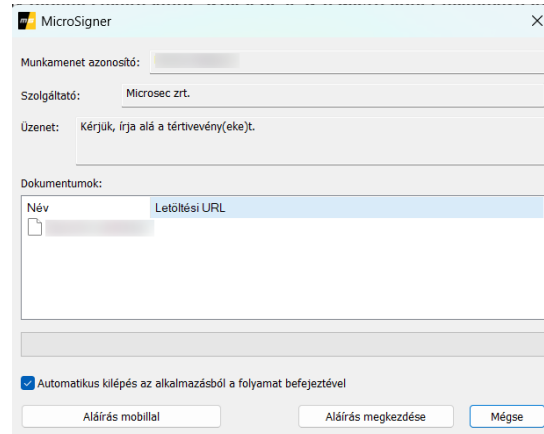 MicroSigner
Munkamenet azonosító:
Szolgáltató: Microsec zrt.
Üzenet: Kérjük, írja alá a tértivevény(eke)t.
Dokumentumok:
Név Letöltési URL
Automatikus kilépés az alkalmazásból a folyamat befejeztével
Aláírás mobillal Aláírás megkezdése Mégse